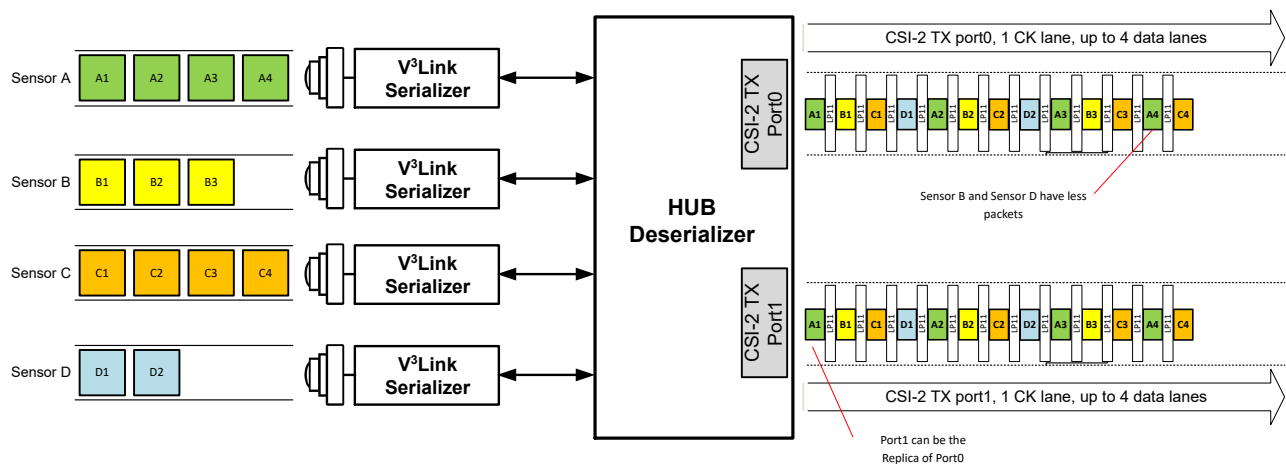 CSI-2 TX port0, 1 CK lane, up to 4 data lanes
Sensor A
A1 A2 A3 A4
V³Link
Serializer
CSI-2 TX
Port0
A1 LP11 B1 LP11 C1 LP11 D1 LP11 A2 LP11 B2 LP11 C2 LP11 D2 LP11 A3 LP11 B3 LP11 C3 LP11 A4 LP11 C4
Sensor B and Sensor D have less
packets
Sensor B
B1 B2 B3
V³Link
Serializer
HUB
Deserializer
Sensor C
C1 C2 C3 C4
V³Link
Serializer
CSI-2 TX
Port1
A1 LP11 B1 LP11 C1 LP11 D1 LP11 A2 LP11 B2 LP11 C2 LP11 D2 LP11 A3 LP11 B3 LP11 C3 LP11 A4 LP11 C4
Sensor D
D1 D2
V³Link
Serializer
CSI-2 TX port1, 1 CK lane, up to 4 data lanes
Port1 can be the
Replica of Port0